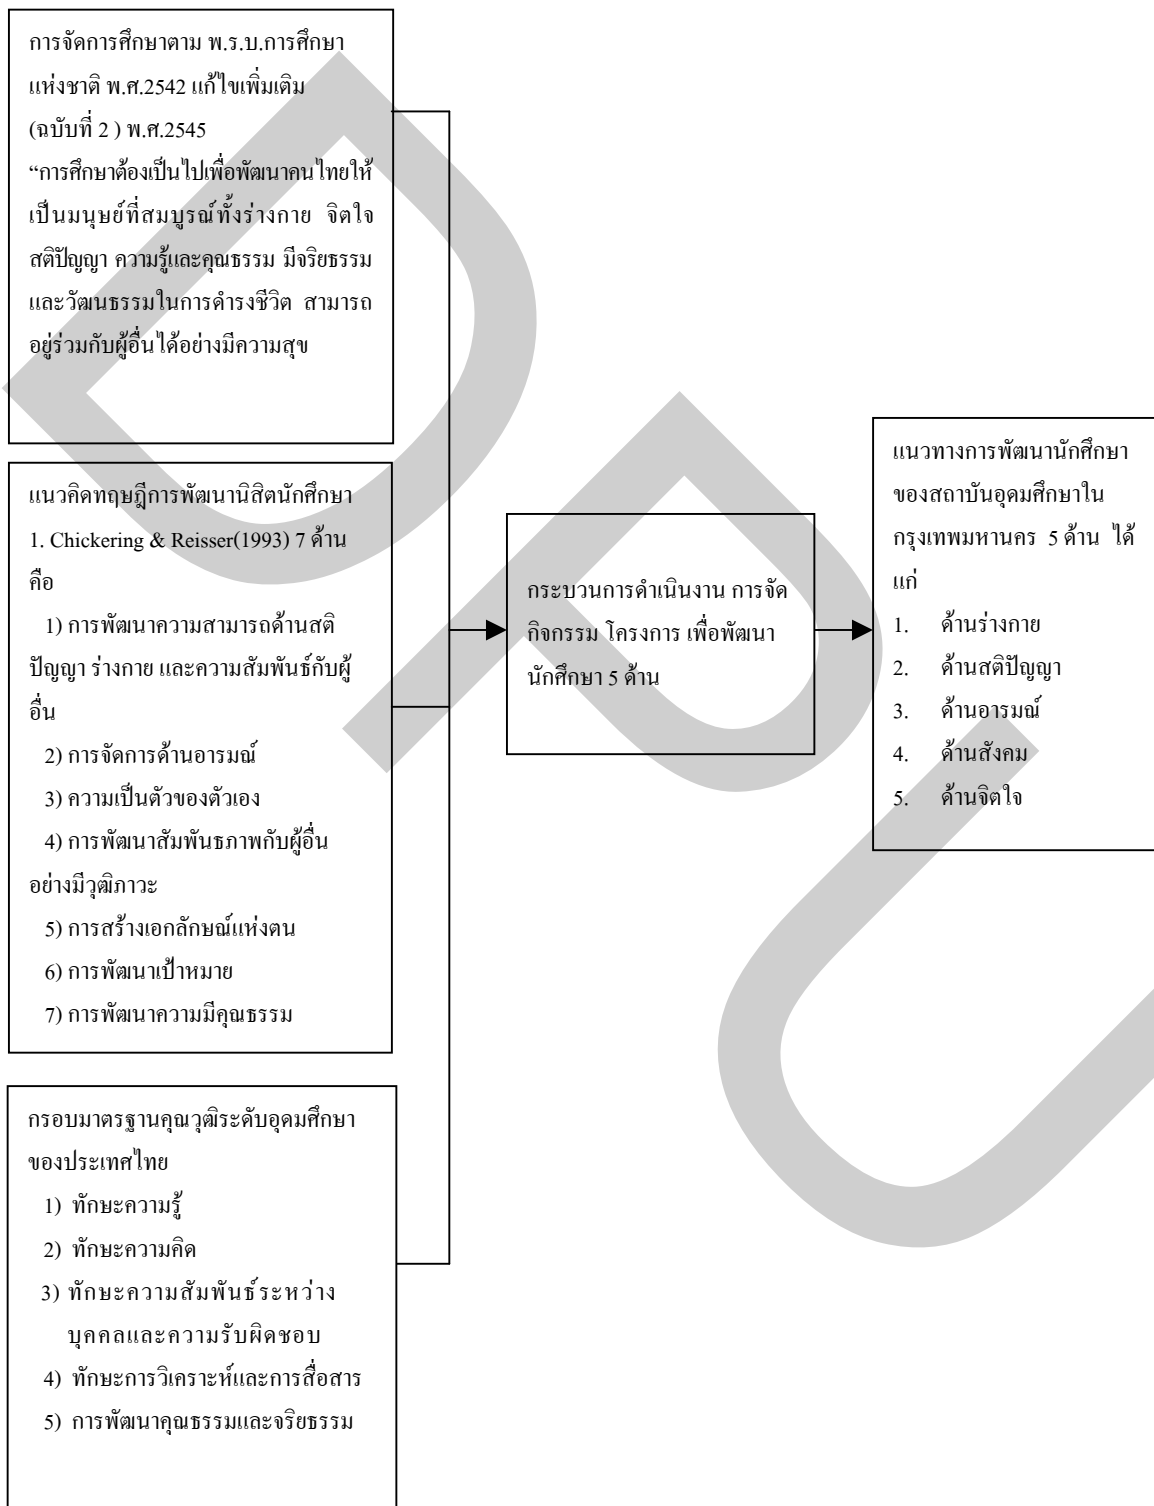 การจัดการศึกษาตาม พ.ร.บ.การศึกษา
แห่งชาติ พ.ศ.2542 แก้ไขเพิ่มเติม
(ฉบับที่ 2 ) พ.ศ.2545
“การศึกษาต้องเป็นไปเพื่อพัฒนาคนไทยให้
เป็นมนุษย์ที่สมบูรณ์ทั้งร่างกาย จิตใจ
สติปัญญา ความรู้และคุณธรรม มีจริยธรรม
และวัฒนธรรมในการดำรงชีวิต สามารถ
อยู่ร่วมกับผู้อื่นได้อย่างมีความสุข
แนวคิดทฤษฎีการพัฒนานิสิตนักศึกษา
1. Chickering & Reisser(1993) 7 ด้าน
คือ
1) การพัฒนาความสามารถด้านสติ
ปัญญา ร่างกาย และความสัมพันธ์กับผู้
อื่น
2) การจัดการด้านอารมณ์
3) ความเป็นตัวของตัวเอง
4) การพัฒนาสัมพันธภาพกับผู้อื่น
อย่างมีวุฒิภาวะ
5) การสร้างเอกลักษณ์แห่งตน
6) การพัฒนาเป้าหมาย
7) การพัฒนาความมีคุณธรรม
กรอบมาตรฐานคุณวุฒิระดับอุดมศึกษา
ของประเทศไทย
1) ทักษะความรู้
2) ทักษะความคิด
3) ทักษะความสัมพันธ์ระหว่าง
บุคคลและความรับผิดชอบ
4) ทักษะการวิเคราะห์และการสื่อสาร
5) การพัฒนาคุณธรรมและจริยธรรม
กระบวนการดำเนินงาน การจัด
กิจกรรม โครงการ เพื่อพัฒนา
นักศึกษา 5 ด้าน
แนวทางการพัฒนานักศึกษา
ของสถาบันอุดมศึกษาใน
กรุงเทพมหานคร 5 ด้าน ได้
แก่
1. ด้านร่างกาย
2. ด้านสติปัญญา
3. ด้านอารมณ์
4. ด้านสังคม
5. ด้านจิตใจ
DPU